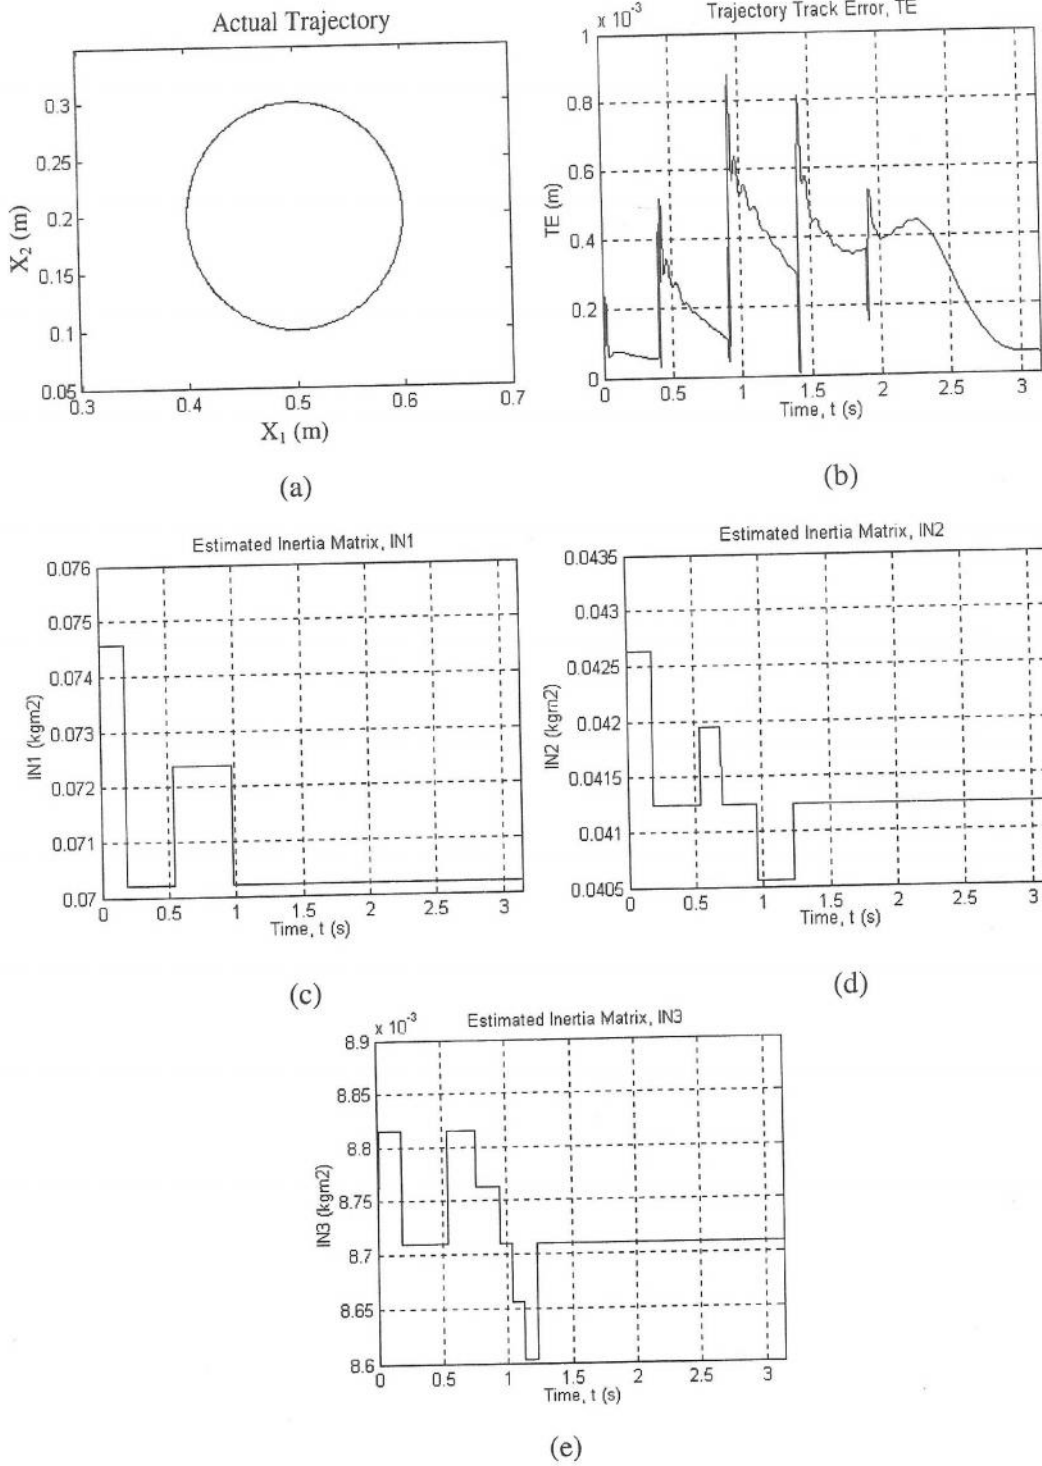 Actual Trajectory
0.3
0.25
0.2
0.15
0.1
0.05
X₂ (m)
0.3 0.4 0.5 0.6 0.7
X₁ (m)
(a)
x 10⁻³ Trajectory Track Error, TE
1
0.8
0.6
0.4
0.2
0
TE (m)
0 0.5 1 1.5 2 2.5 3
Time, t (s)
(b)
Estimated Inertia Matrix, IN1
0.076
0.075
0.074
0.073
0.072
0.071
0.07
IN1 (kgm2)
0 0.5 1 1.5 2 2.5 3
Time, t (s)
(c)
Estimated Inertia Matrix, IN2
0.0435
0.043
0.0425
0.042
0.0415
0.041
0.0405
IN2 (kgm2)
0 0.5 1 1.5 2 2.5 3
Time, t (s)
(d)
x 10⁻³ Estimated Inertia Matrix, IN3
8.9
8.85
8.8
8.75
8.7
8.65
8.6
IN3 (kgm2)
0 0.5 1 1.5 2 2.5 3
Time, t (s)
(e)